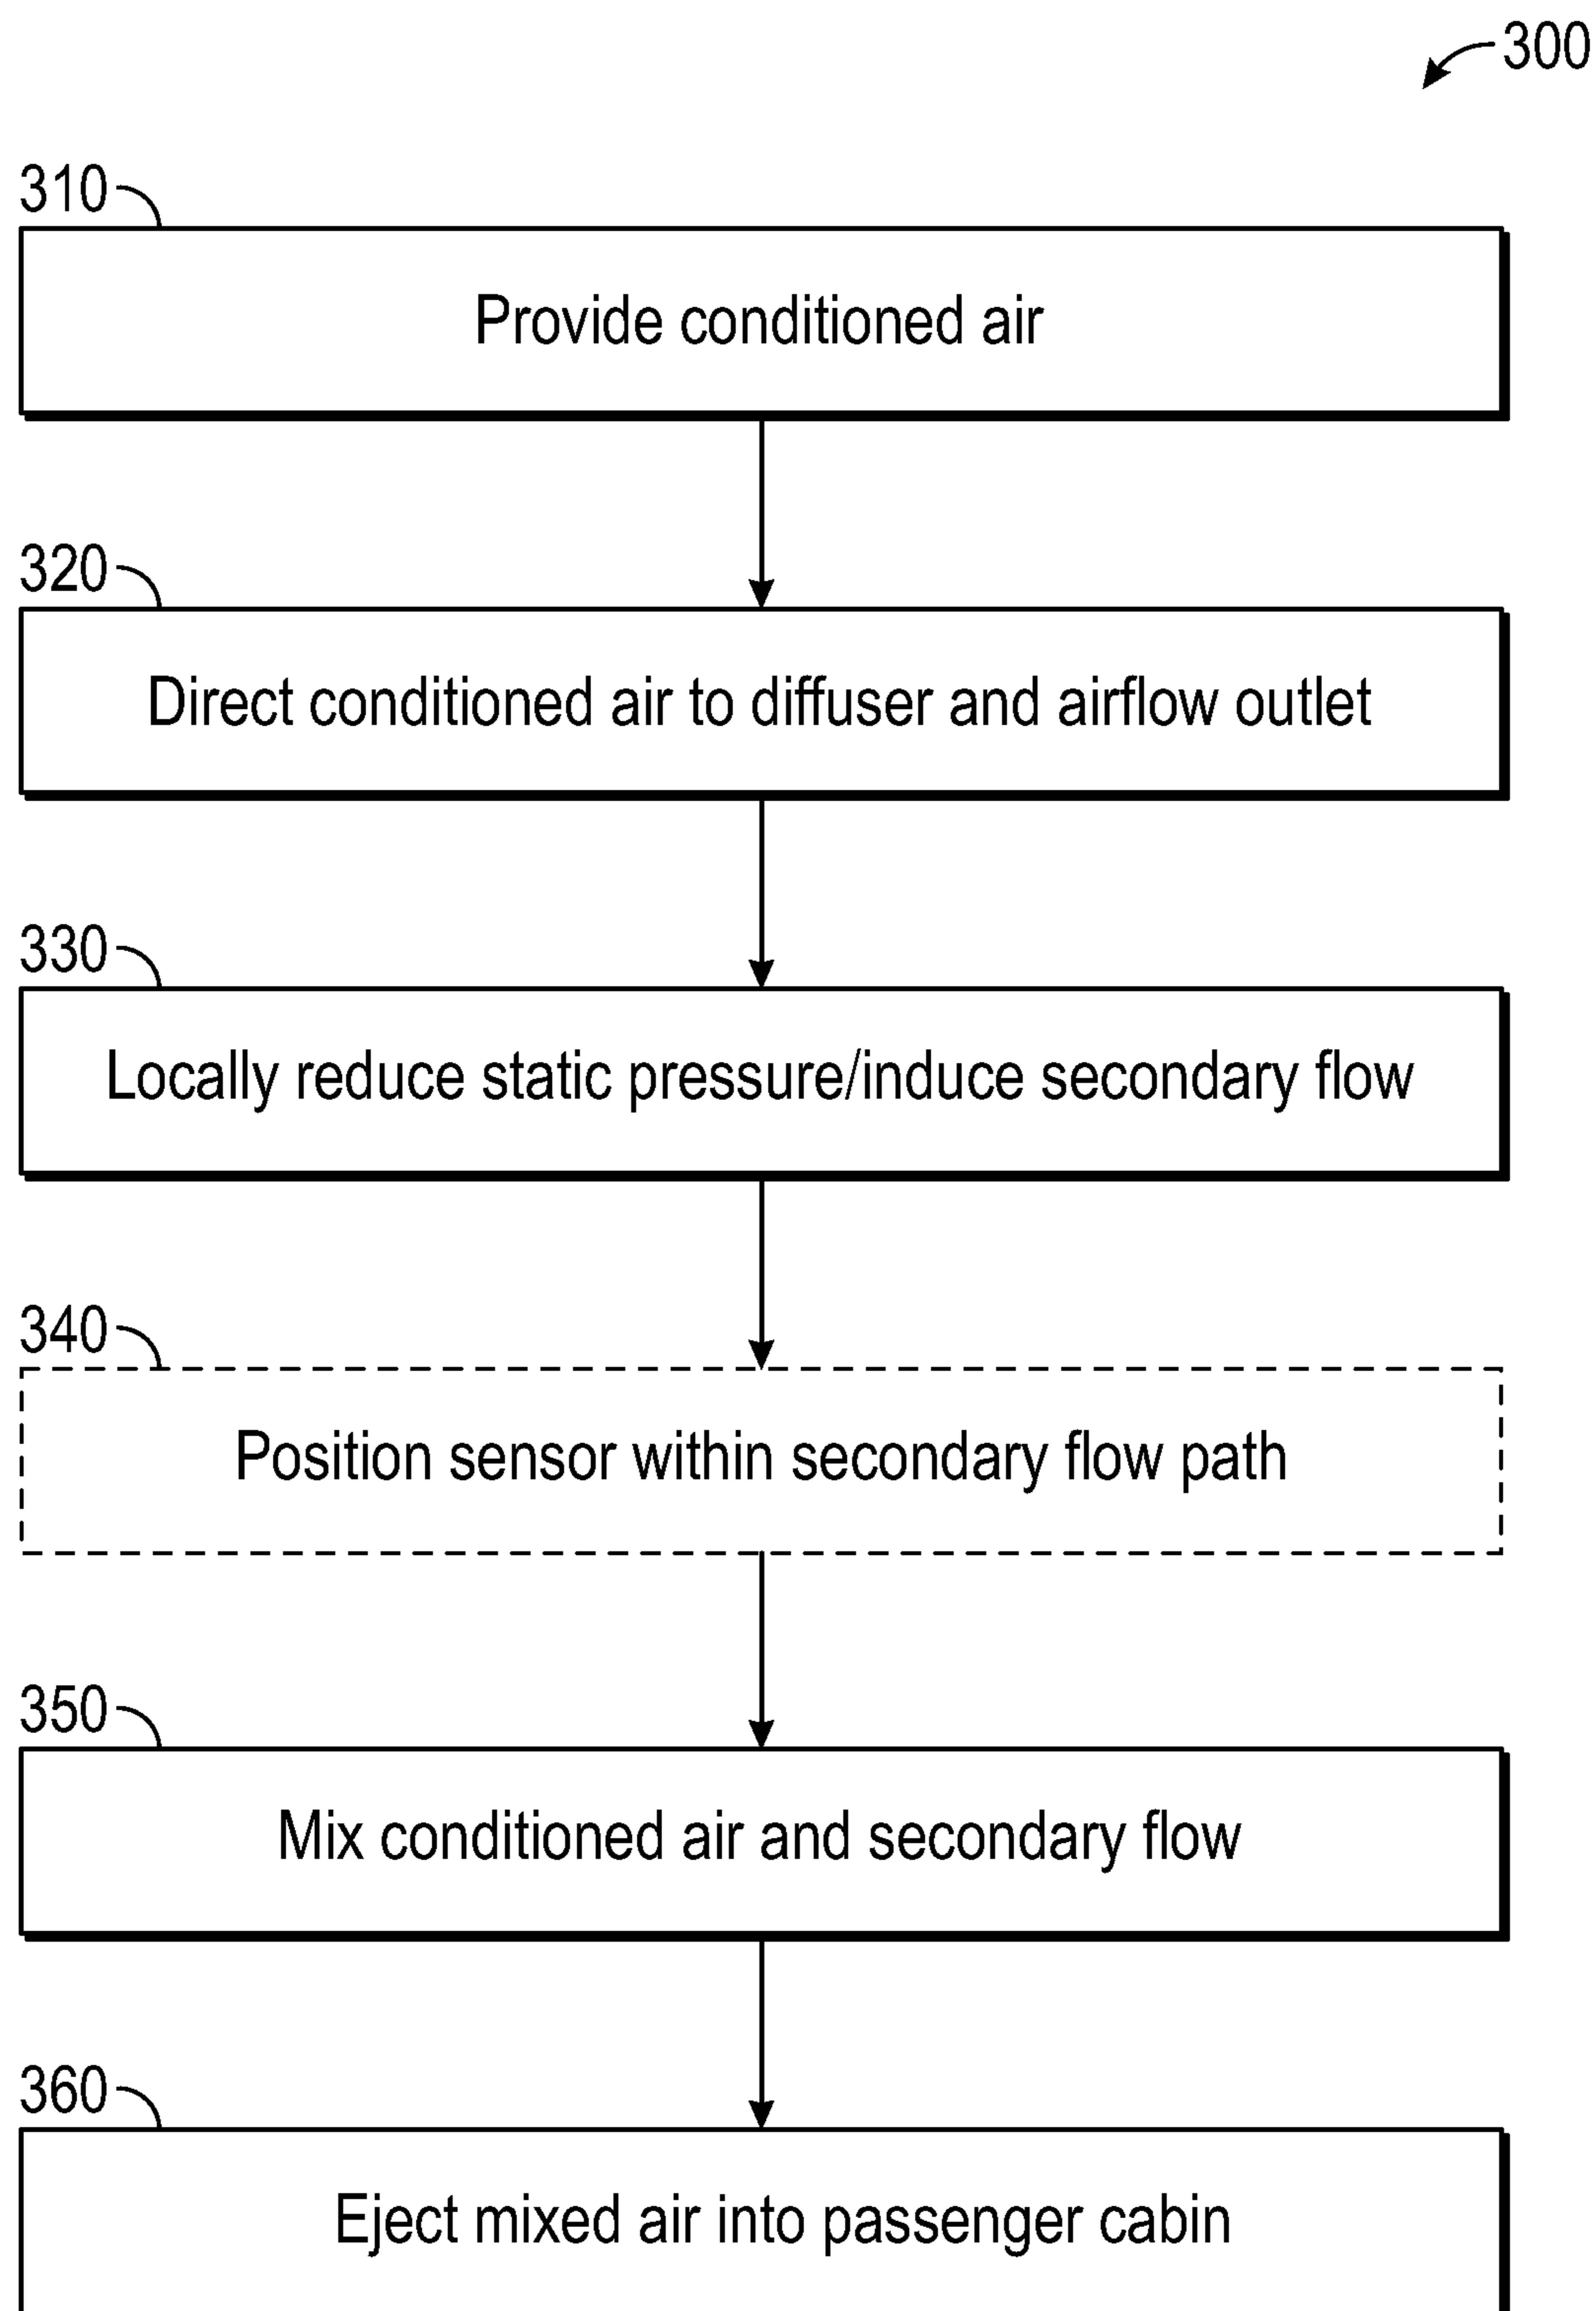 300
310
Provide conditioned air
320
Direct conditioned air to diffuser and airflow outlet
330
Locally reduce static pressure/induce secondary flow
340
Position sensor within secondary flow path
350
Mix conditioned air and secondary flow
360
Eject mixed air into passenger cabin